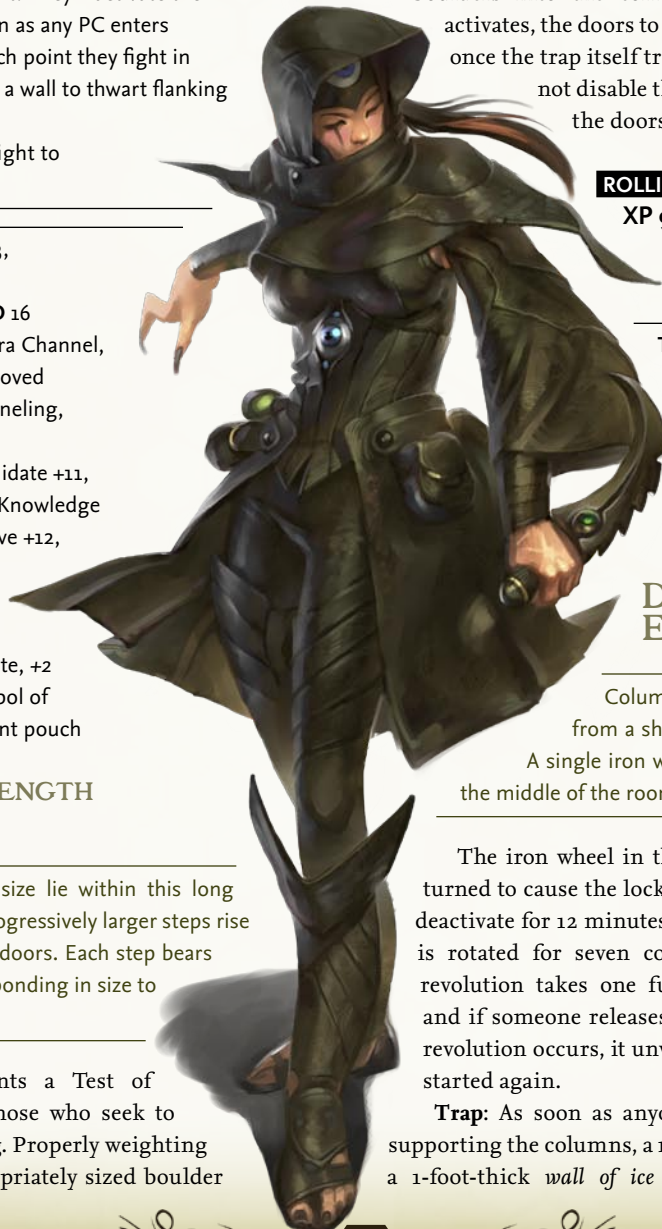 n as any PC enters
ch point they fight in
a wall to thwart flanking
ight to
D 16
ra Channel,
oved
neling,
idate +11,
Knowledge
ve +12,
te, +2
ool of
nt pouch
ENGTH
size lie within this long
ogressively larger steps rise
doors. Each step bears
ponding in size to
nts a Test of
hose who seek to
g. Properly weighting
priately sized boulder
activates, the doors to
once the trap itself tr
not disable th
the doors
ROLLI
XP 9
T
D
E
Colum
from a sh
A single iron w
the middle of the roor
The iron wheel in th
turned to cause the lock
deactivate for 12 minutes
is rotated for seven co
revolution takes one fu
and if someone releases
revolution occurs, it unw
started again.
Trap: As soon as anyo
supporting the columns, a
a 1-foot-thick wall of ice